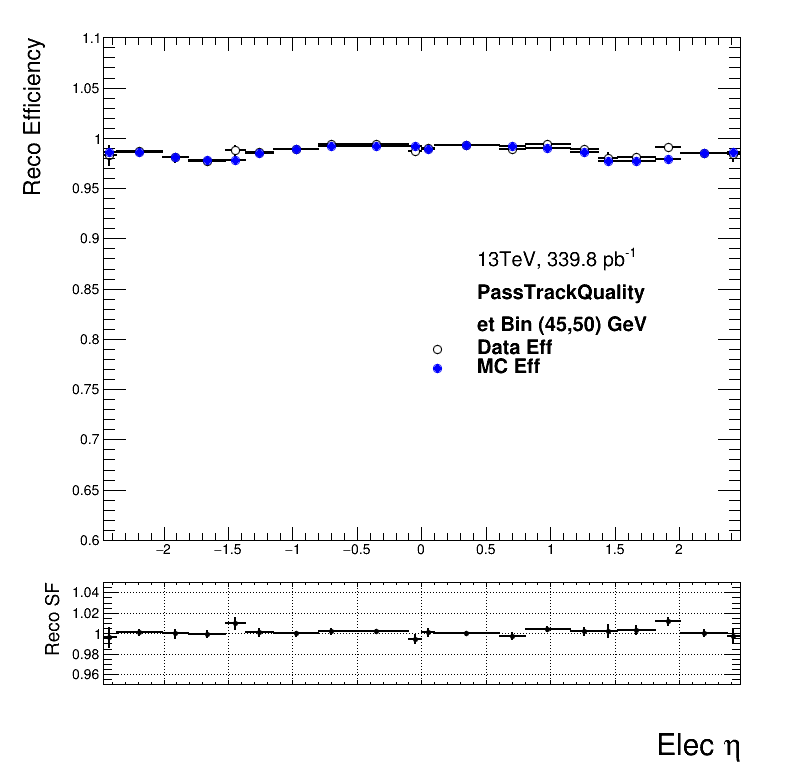 Reco Efficiency
1.1
1.05
1
0.95
0.9
0.85
0.8
0.75
0.7
0.65
0.6
−2 −1.5 −1 −0.5 0 0.5 1 1.5 2
13TeV, 339.8 pb⁻¹
PassTrackQuality
et Bin (45,50) GeV
Data Eff
MC Eff
Reco SF
1.04
1.02
1
0.98
0.96
Elec η